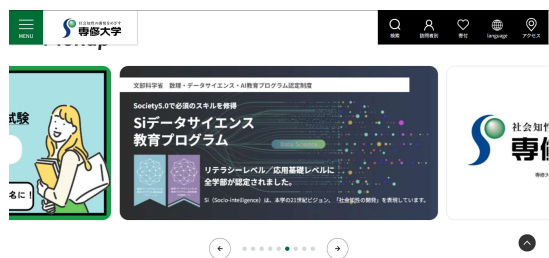 MENU
社会知性の開発をめざす
専修大学
検索
訪問者別
寄付
language
アクセス
Pickup
試験
名に！
文部科学省　数理・データサイエンス・AI教育プログラム認定制度
Society5.0で必須のスキルを修得
Siデータサイエンス
教育プログラム
Data Science
リテラシーレベル／応用基礎レベルに
全学部が認定されました。
Si（Socio-Intelligence）は、本学の21世紀ビジョン、「社会知性の開発」を表現しています。
社会知性
専修